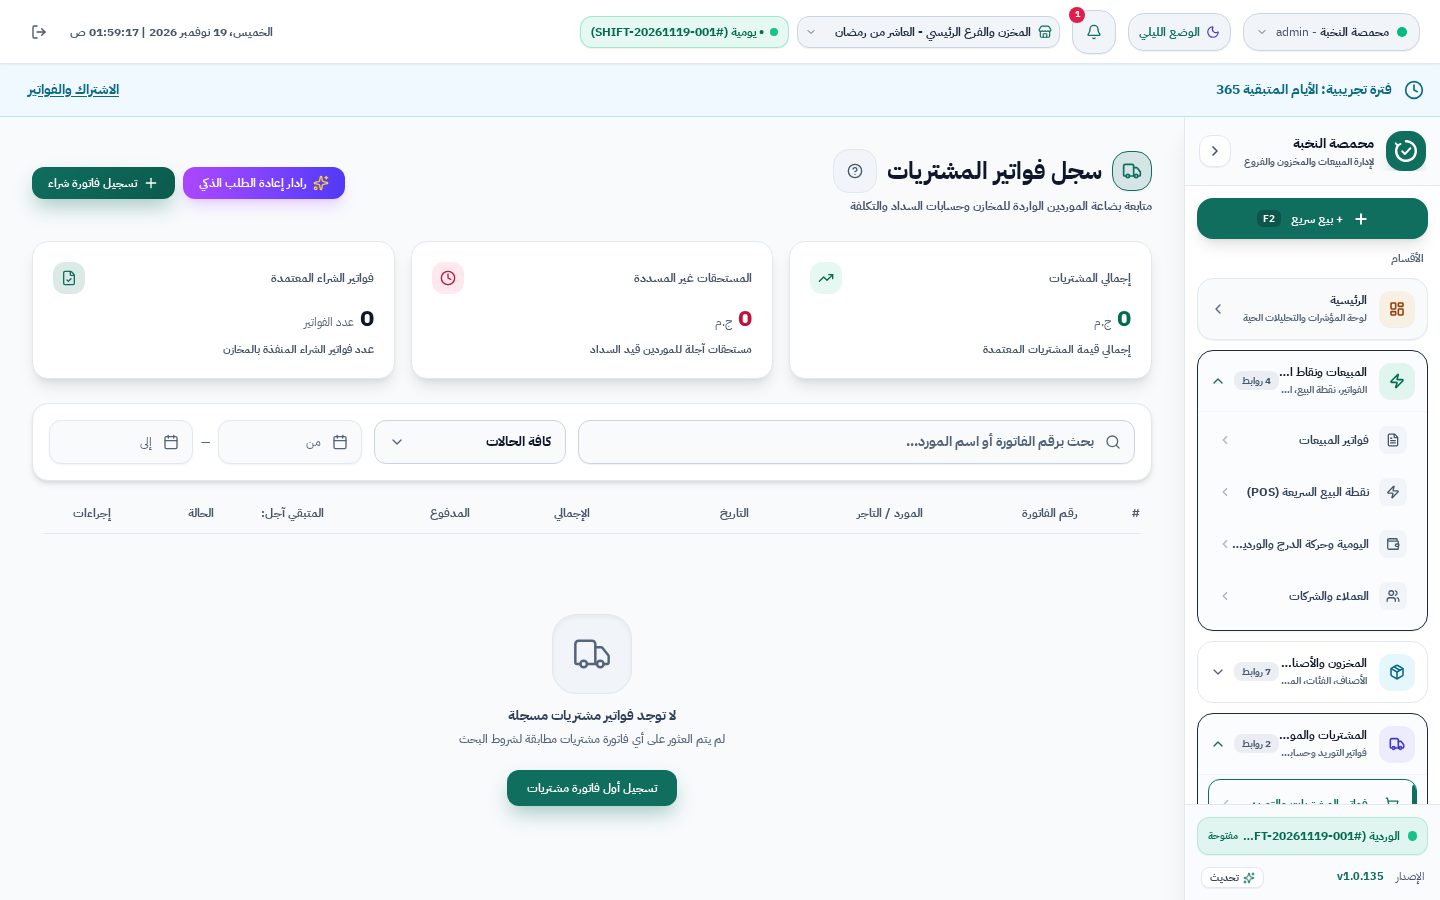 محمصة النخبة - admin
الوضع الليلي
1
المخزن والفرع الرئيسي - العاشر من رمضان
• يومية (#SHIFT-20261119-001)
الخميس، 19 نوفمبر 2026 | 01:59:17 ص
فترة تجريبية: الأيام المتبقية 365
الاشتراك والفواتير
محمصة النخبة
لإدارة المبيعات والمخزون والفروع
+ بيع سريع F2
الأقسام
الرئيسية
لوحة المؤشرات والتحليلات الحية
المبيعات ونقاط ا...
4 روابط
الفواتير، نقطة البيع، ا...
فواتير المبيعات
نقطة البيع السريعة (POS)
اليومية وحركة الدرج والورديـ...
العملاء والشركات
المخزون والأصنا...
7 روابط
الأصناف، الفئات، المـ...
المشتريات والمو...
2 روابط
فواتير التوريد وحسابـ...
فواتير المشتريات والتوريد
الوردية (#FT-20261119-001...
مفتوحة
الإصدار v1.0.135
تحديث
سجل فواتير المشتريات
متابعة بضاعة الموردين الواردة للمخازن وحسابات السداد والتكلفة
رادار إعادة الطلب الذكي
تسجيل فاتورة شراء
إجمالي المشتريات
0 ج.م
إجمالي قيمة المشتريات المعتمدة
المستحقات غير المسددة
0 ج.م
مستحقات آجلة للموردين قيد السداد
فواتير الشراء المعتمدة
0 عدد الفواتير
عدد فواتير الشراء المنفذة بالمخازن
بحث برقم الفاتورة أو اسم المورد...
كافة الحالات
من
—
إلى
# رقم الفاتورة المورد / التاجر التاريخ الإجمالي المدفوع المتبقي آجل: الحالة إجراءات
لا توجد فواتير مشتريات مسجلة
لم يتم العثور على أي فاتورة مشتريات مطابقة لشروط البحث
تسجيل أول فاتورة مشتريات